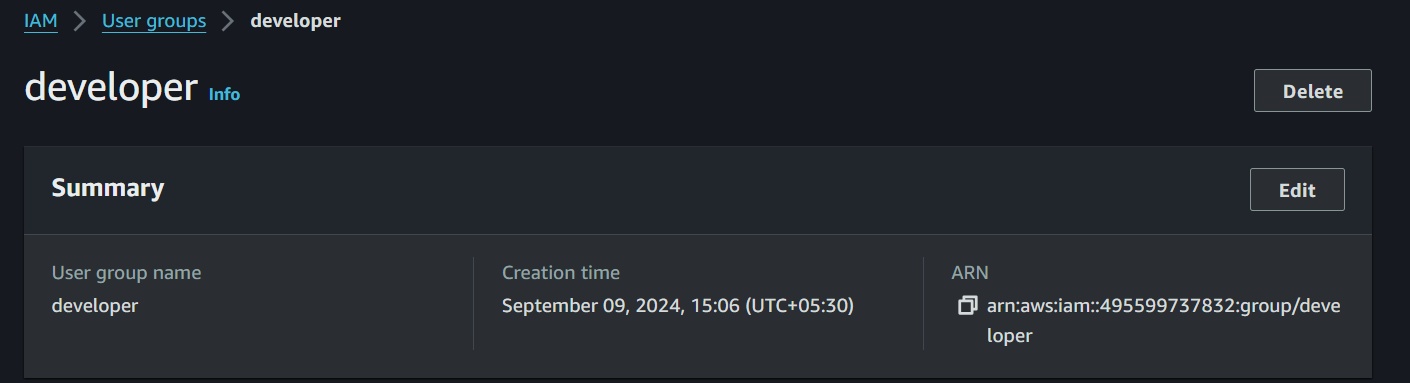 IAM > User groups > developer
developer Info
Delete
Summary
Edit
User group name
developer
Creation time
September 09, 2024, 15:06 (UTC+05:30)
ARN
arn:aws:iam::495599737832:group/deve
loper